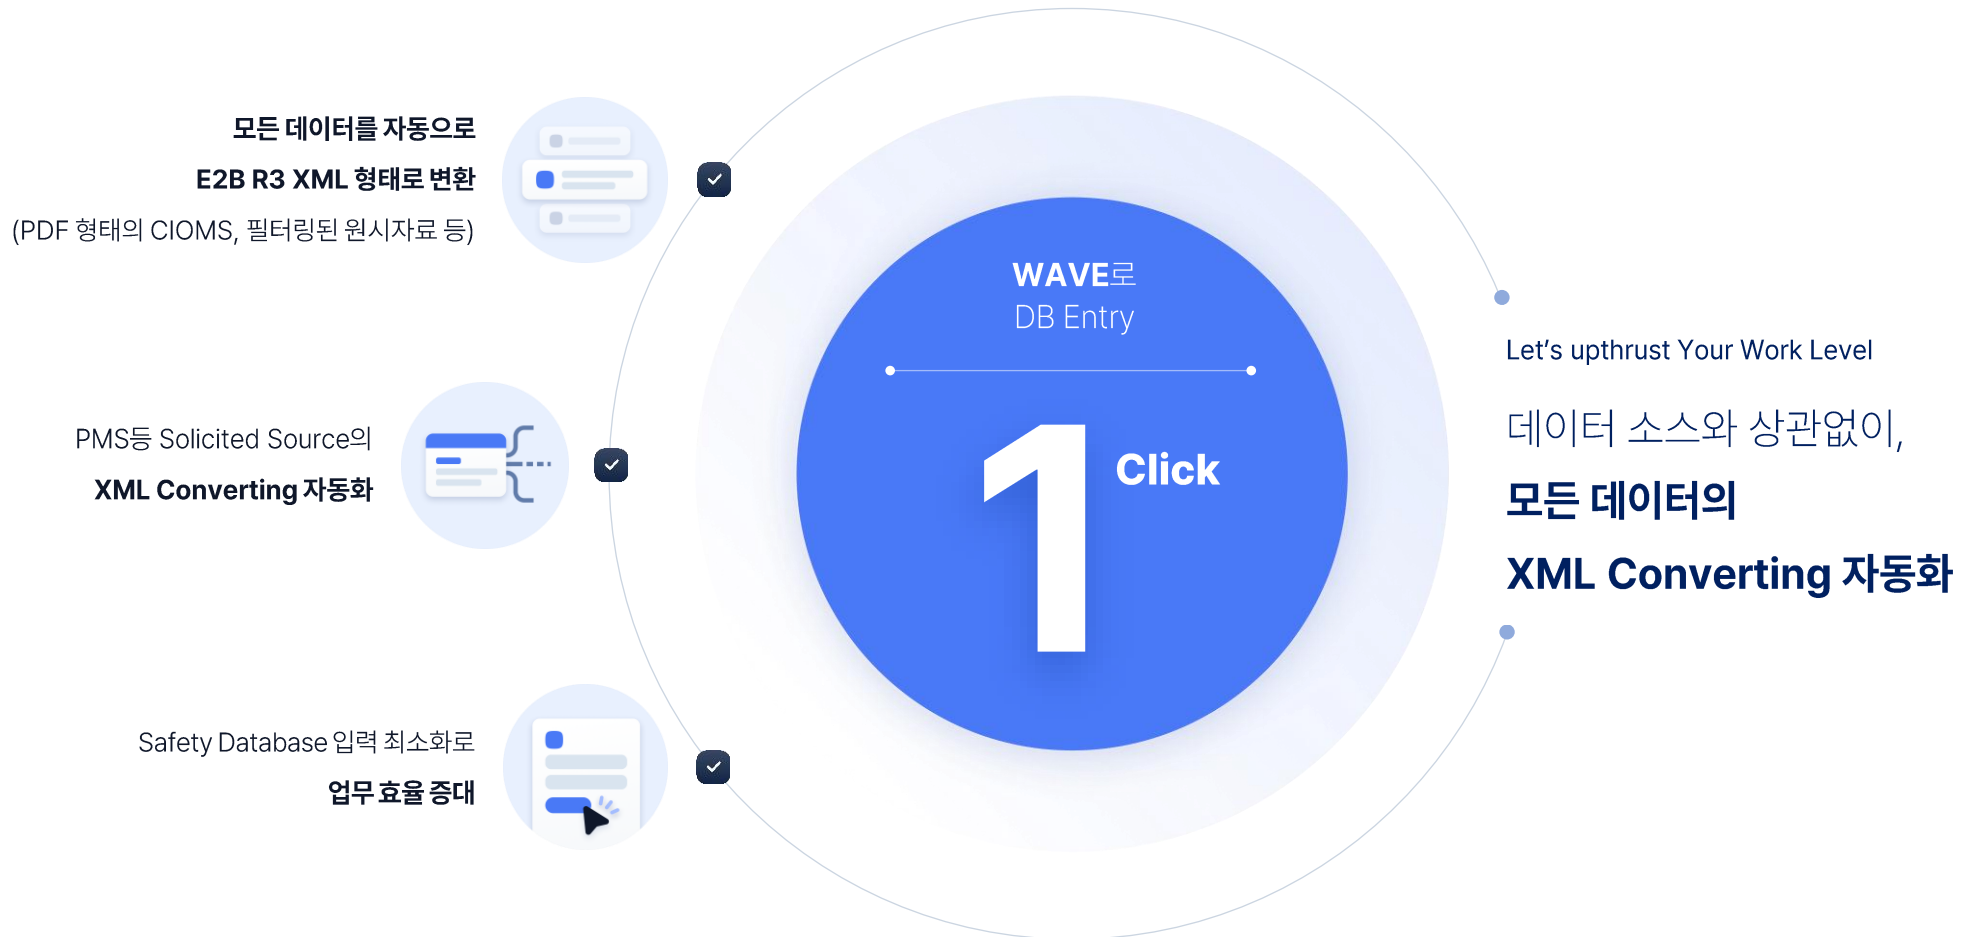 모든 데이터를 자동으로
E2B R3 XML 형태로 변환
(PDF 형태의 CIOMS, 필터링된 원시자료 등)
PMS등 Solicited Source의
XML Converting 자동화
Safety Database 입력 최소화로
업무 효율 증대
WAVE로
DB Entry
1 Click
Let’s upthrust Your Work Level
데이터 소스와 상관없이,
모든 데이터의
XML Converting 자동화